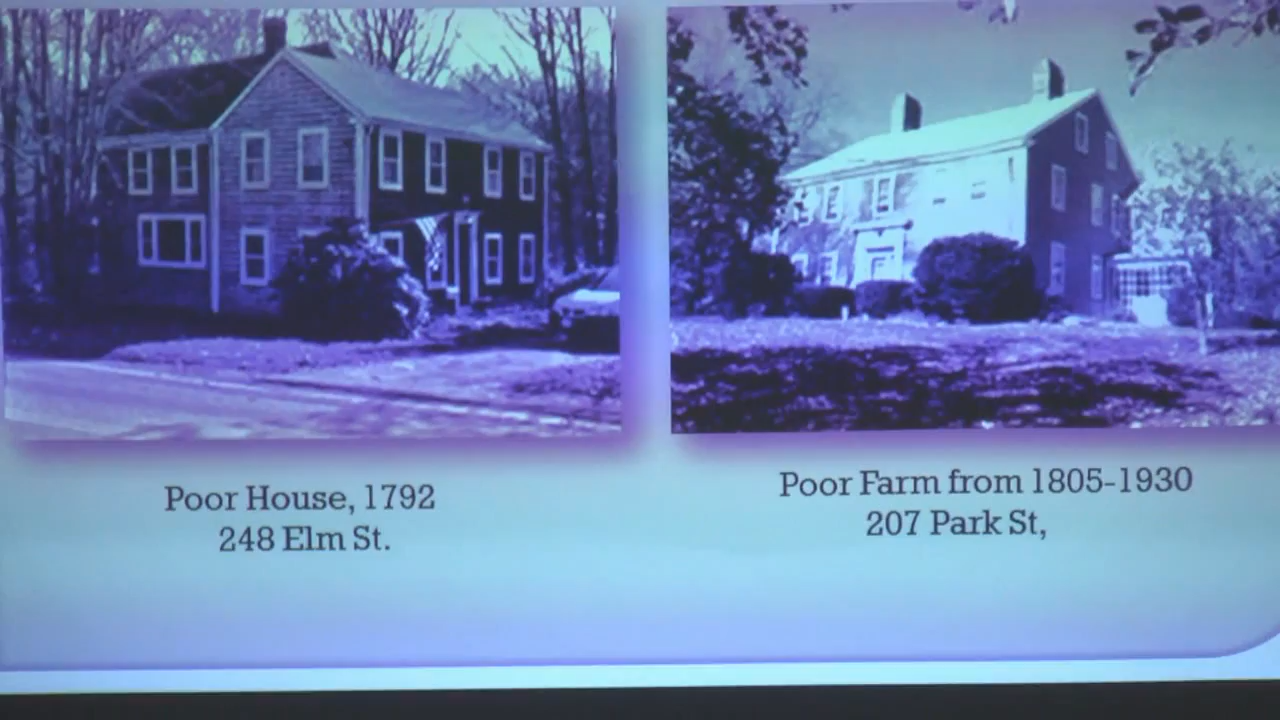 Poor House, 1792
248 Elm St.
Poor Farm from 1805-1930
207 Park St,